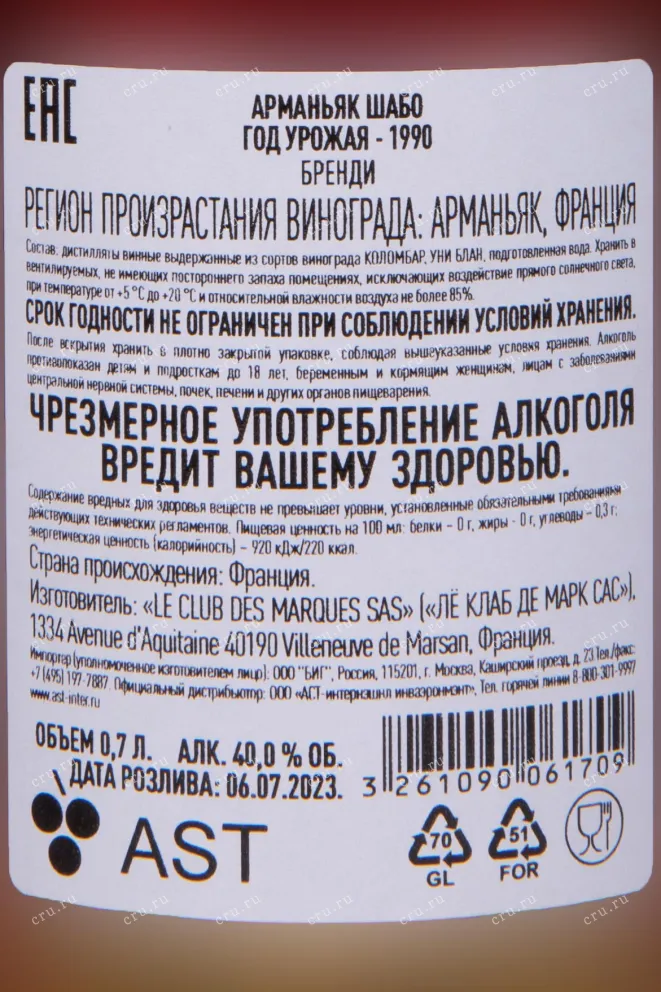 EAC
АРМАНЬЯК ШАБО
ГОД УРОЖАЯ - 1990
БРЕНДИ
РЕГИОН ПРОИЗРАСТАНИЯ ВИНОГРАДА: АРМАНЬЯК, ФРАНЦИЯ
Состав: дистилляты винные выдержанные из сортов винограда КОЛОМБАР, УНИ БЛАН, подготовленная вода. Хранить в
вентилируемых, не имеющих постороннего запаха помещениях, исключающих воздействие прямого солнечного света,
при температуре от +5 °С до +20 °С и относительной влажности воздуха не более 85%.
СРОК ГОДНОСТИ НЕ ОГРАНИЧЕН ПРИ СОБЛЮДЕНИИ УСЛОВИЙ ХРАНЕНИЯ.
После вскрытия хранить в плотно закрытой упаковке, соблюдая вышеуказанные условия хранения. Алкоголь
противопоказан детям и подросткам до 18 лет, беременным и кормящим женщинам, лицам с заболеваниями
центральной нервной системы, почек, печени и других органов пищеварения.
ЧРЕЗМЕРНОЕ УПОТРЕБЛЕНИЕ АЛКОГОЛЯ
ВРЕДИТ ВАШЕМУ ЗДОРОВЬЮ.
Содержание вредных для здоровья веществ не превышает уровни, установленные обязательными требованиями
действующих технических регламентов. Пищевая ценность на 100 мл: белки – 0 г, жиры - 0 г, углеводы – 0,3 г;
энергетическая ценность (калорийность) – 920 кДж/220 ккал.
Страна происхождения: Франция.
Изготовитель: «LE CLUB DES MARQUES SAS» («ЛЁ КЛАБ ДЕ МАРК САС»),
1334 Avenue d'Aquitaine 40190 Villeneuve de Marsan, Франция.
Импортер (уполномоченное изготовителем лицо): ООО "БИГ", Россия, 115201, г. Москва, Каширский проезд, д. 23 Тел./факс:
+7 (495) 197-7887. Официальный дистрибьютор: ООО «АСТ-интернэшнл инваэронмэнт», Тел. горячей линии 8-800-301-9997
www.ast-inter.ru
ОБЪЕМ 0,7 Л. АЛК. 40,0 % ОБ.
ДАТА РОЗЛИВА: 06.07.2023.
3 261090 061709
AST
70
GL
51
FOR